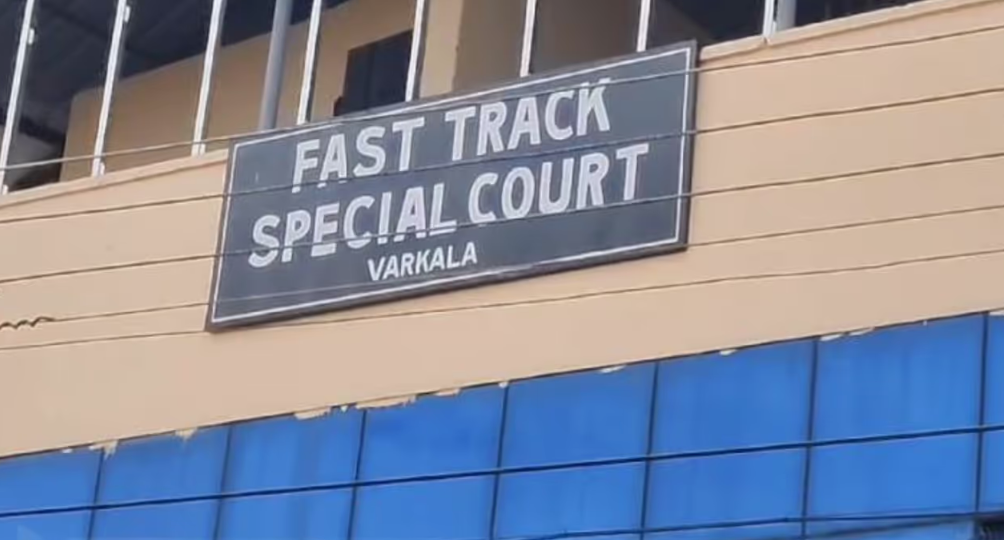 FAST TRACK
SPECIAL COURT
VARKALA